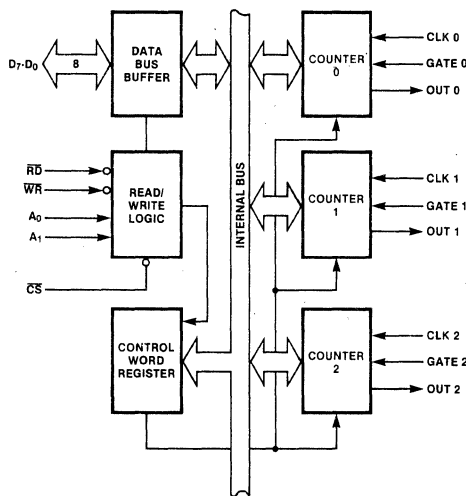 DATA
BUS
BUFFER
D7-D0
8
READ/
WRITE
LOGIC
RD
WR
A0
A1
CS
CONTROL
WORD
REGISTER
INTERNAL BUS
COUNTER
0
CLK 0
GATE 0
OUT 0
COUNTER
1
CLK 1
GATE 1
OUT 1
COUNTER
2
CLK 2
GATE 2
OUT 2